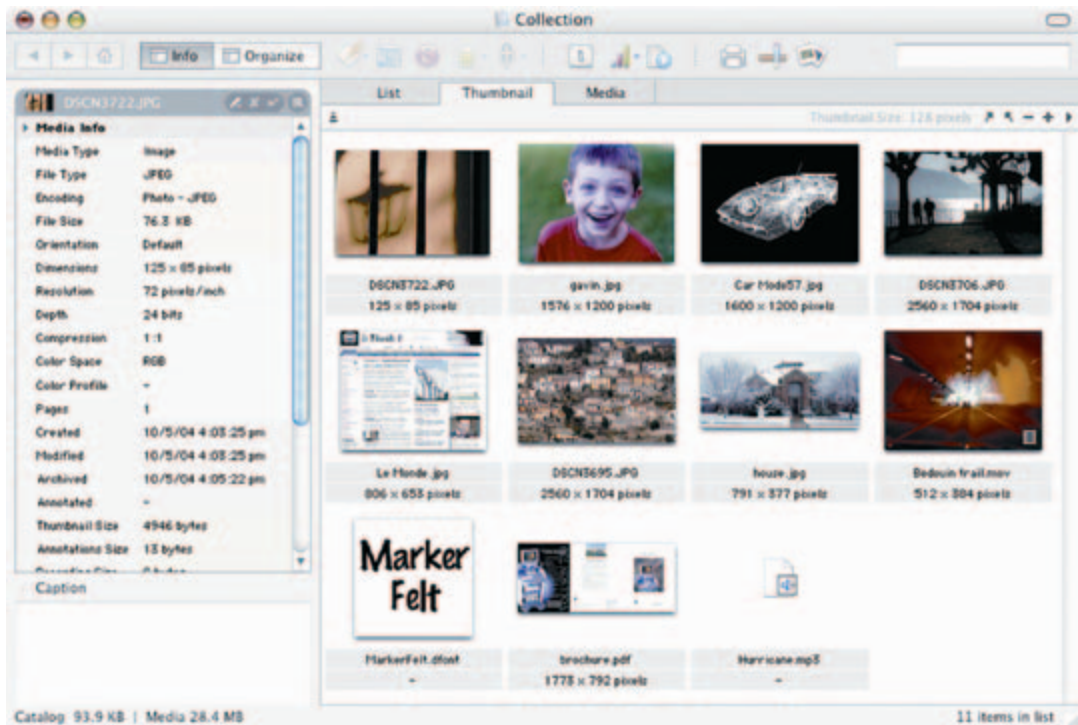 Collection
Info
Organize
List
Thumbnail
Media
DSCN3722.JPG
Thumbnail Size: 128 pixels
Media Info
Media Type Image
File Type JPEG
Encoding Photo - JPEG
File Size 76.3 KB
Orientation Default
Dimensions 125 x 85 pixels
Resolution 72 pixels/inch
Depth 24 bits
Compression 1:1
Color Space RGB
Color Profile -
Pages 1
Created 10/5/04 4:03:25 pm
Modified 10/5/04 4:03:25 pm
Archived 10/5/04 4:05:22 pm
Annotated -
Thumbnail Size 4946 bytes
Annotations Size 13 bytes
Caption
DSCN3722.JPG
125 x 85 pixels
gavin.jpg
1576 x 1200 pixels
Car Mode57.jpg
1600 x 1200 pixels
DSCN3706.JPG
2560 x 1704 pixels
Le Monde.jpg
806 x 653 pixels
DSCN3695.JPG
2560 x 1704 pixels
house.jpg
791 x 377 pixels
Bedouin trail.mov
512 x 384 pixels
Marker
Felt
MarkerFelt.dfont
-
brochure.pdf
1773 x 792 pixels
Hurricane.mp3
-
Catalog 93.9 KB | Media 28.4 MB
11 items in list